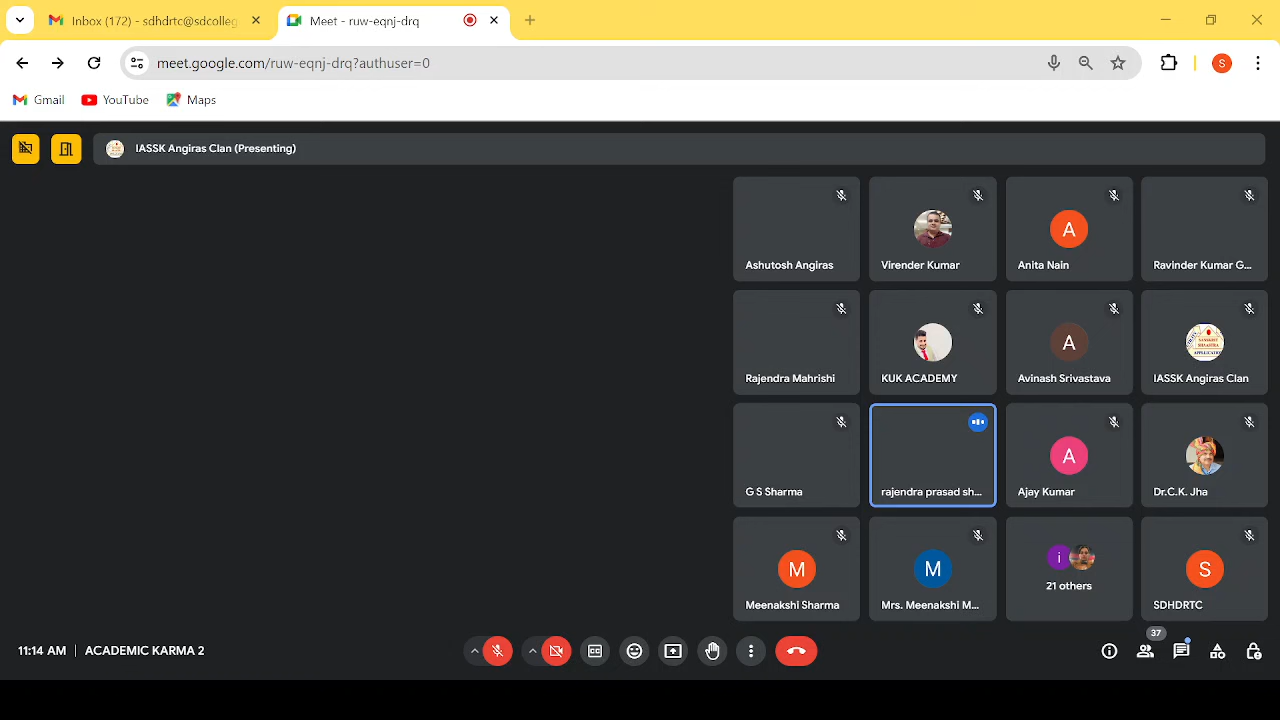 Inbox (172) - sdhdrtc@sdcolleg
Meet - ruw-eqnj-drq
meet.google.com/ruw-eqnj-drq?authuser=0
S
Gmail
YouTube
Maps
IASSK Angiras Clan (Presenting)
Ashutosh Angiras
Virender Kumar
A
Anita Nain
Ravinder Kumar G...
Rajendra Mahrishi
KUK ACADEMY
A
Avinash Srivastava
IASSK Angiras Clan
G S Sharma
rajendra prasad sh...
A
Ajay Kumar
Dr.C.K. Jha
M
Meenakshi Sharma
M
Mrs. Meenakshi M...
i
21 others
S
SDHDRTC
11:14 AM | ACADEMIC KARMA 2
37